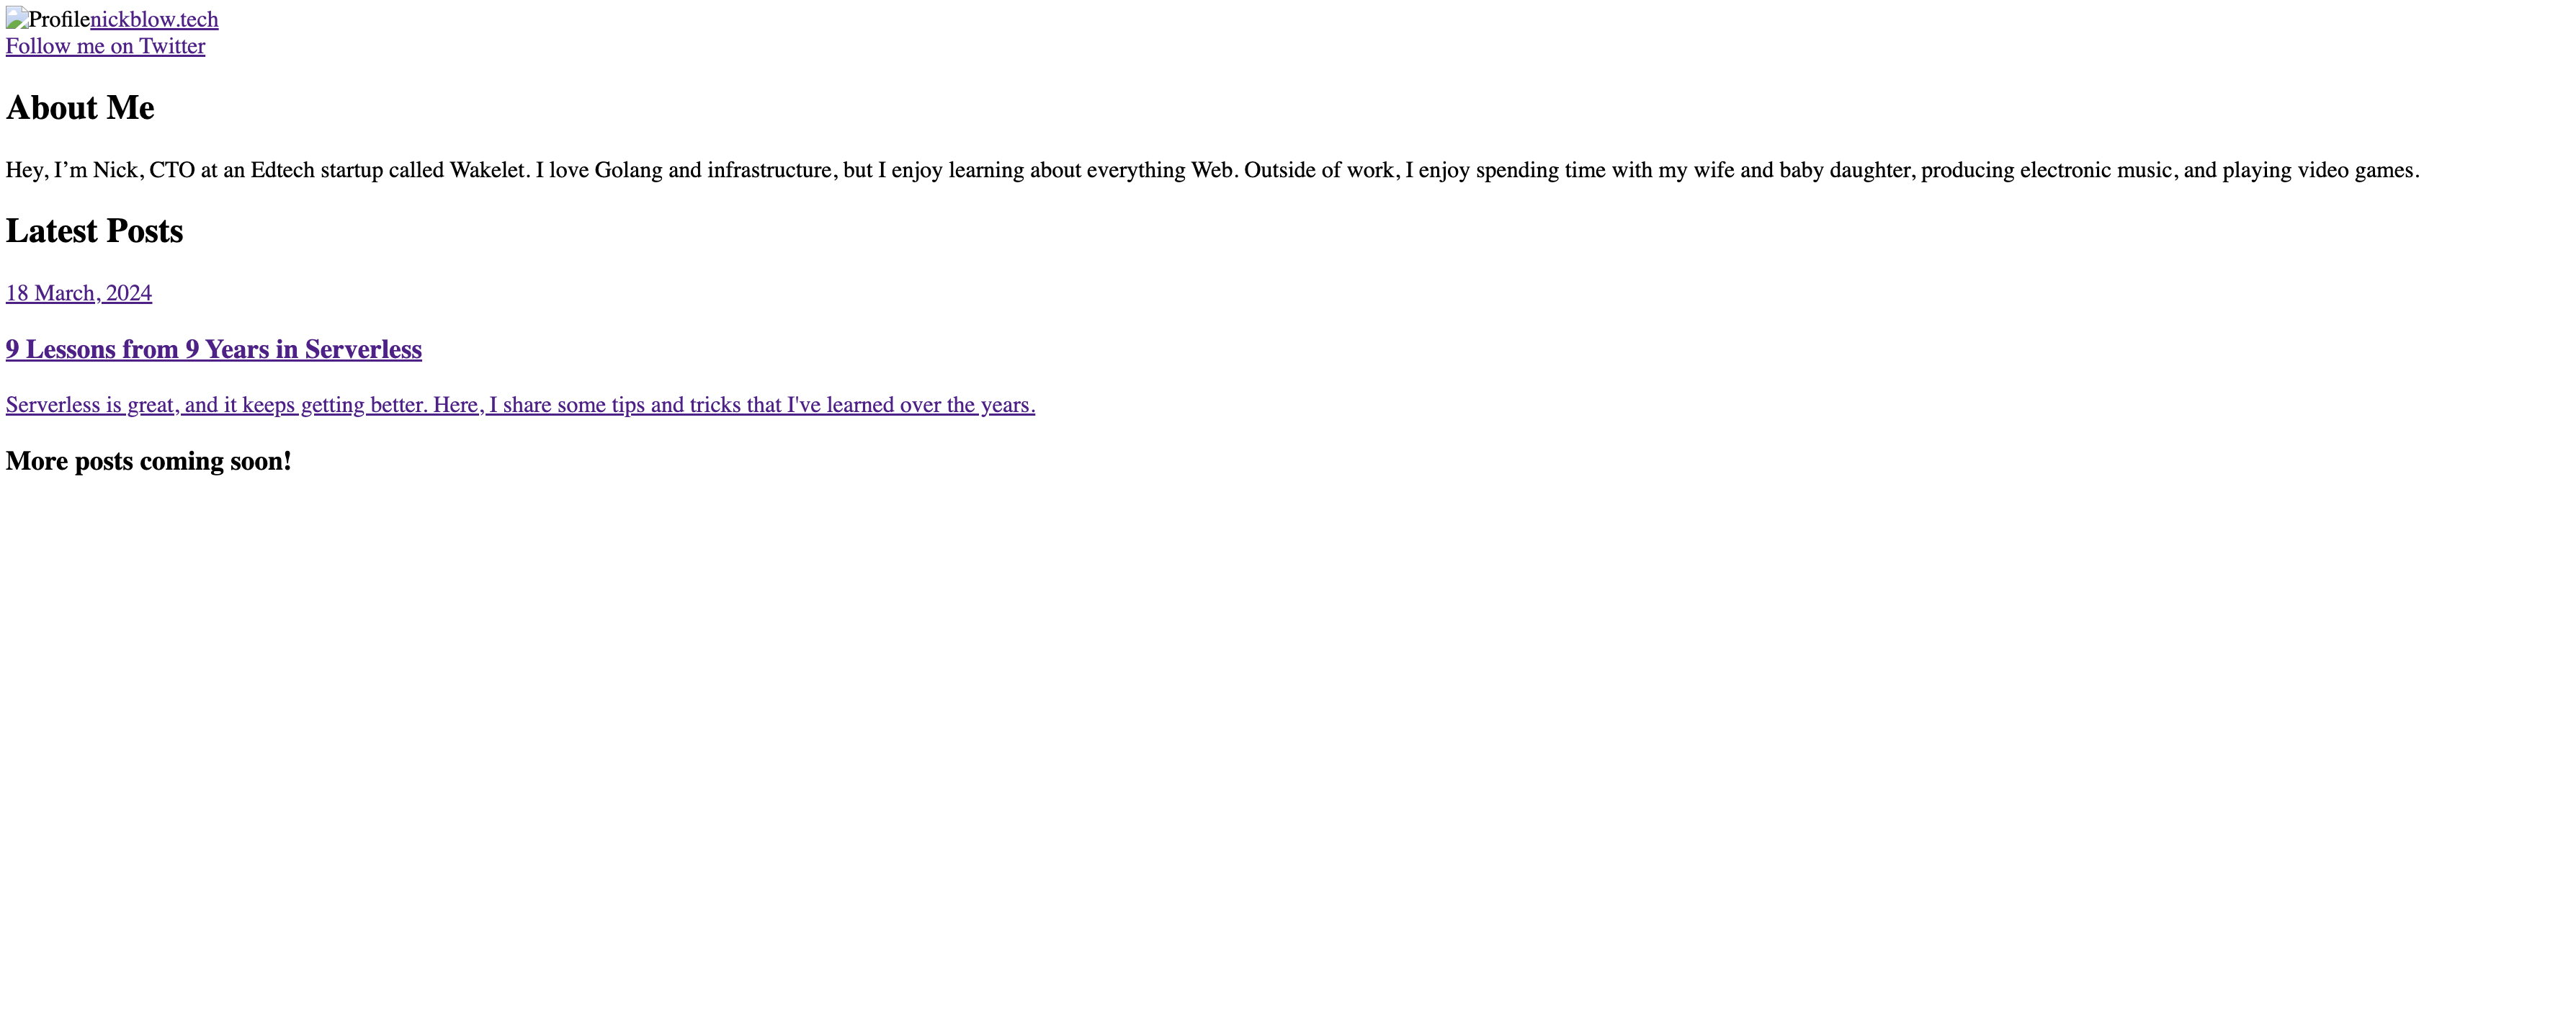 Profilenickblow.tech
Follow me on Twitter
About Me
Hey, I’m Nick, CTO at an Edtech startup called Wakelet. I love Golang and infrastructure, but I enjoy learning about everything Web. Outside of work, I enjoy spending time with my wife and baby daughter, producing electronic music, and playing video games.
Latest Posts
18 March, 2024
9 Lessons from 9 Years in Serverless
Serverless is great, and it keeps getting better. Here, I share some tips and tricks that I've learned over the years.
More posts coming soon!